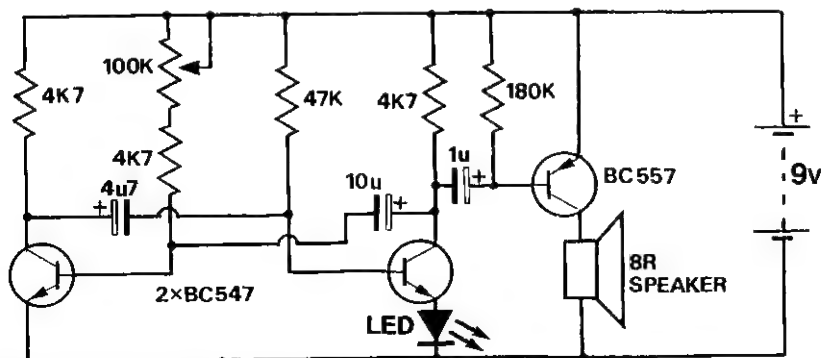 4K7
100K
4K7
47K
4K7
180K
1u
+
4u7
+
10u
+
BC557
+
9v
8R
SPEAKER
2×BC547
LED